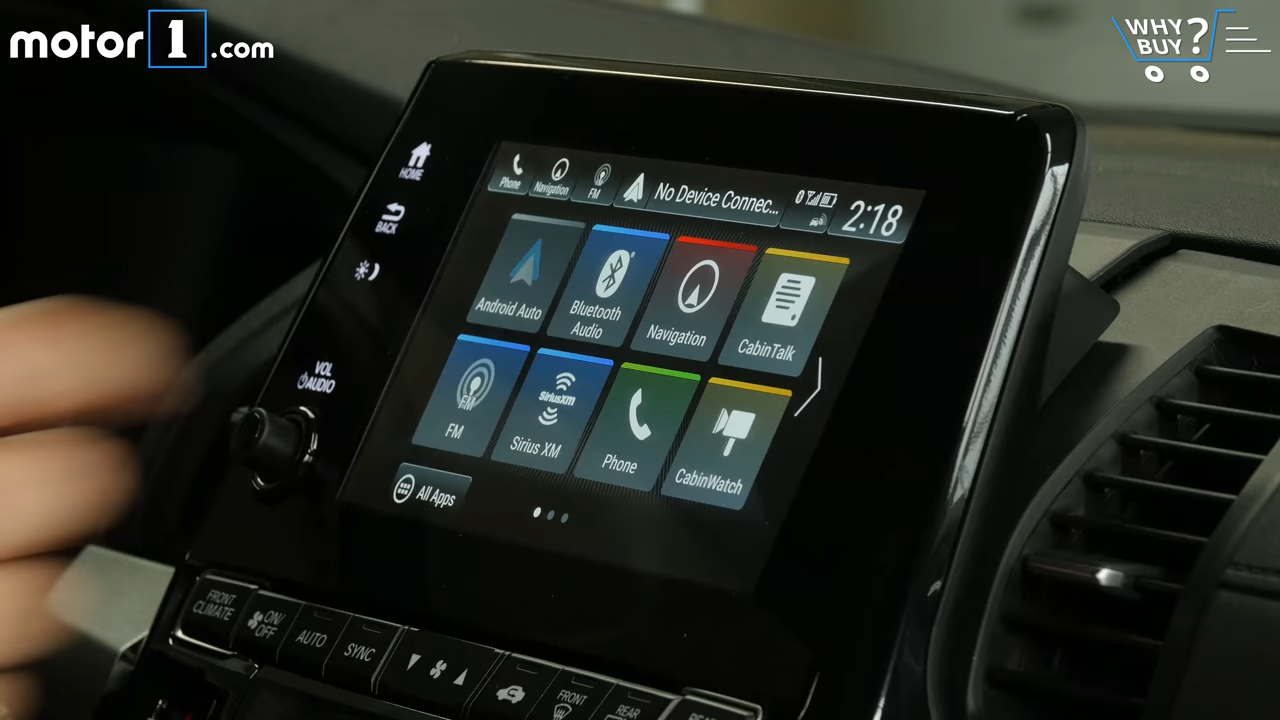 motor1.com
WHY
BUY?
HOME
BACK
VOL
AUDIO
Phone
Navigation
FM
No Device Connec...
2:18
Android Auto
Bluetooth
Audio
Navigation
CabinTalk
FM
FM
SiriusXM
Sirius XM
Phone
CabinWatch
All Apps
FRONT
CLIMATE
ON/
OFF
AUTO
SYNC
FRONT
REAR